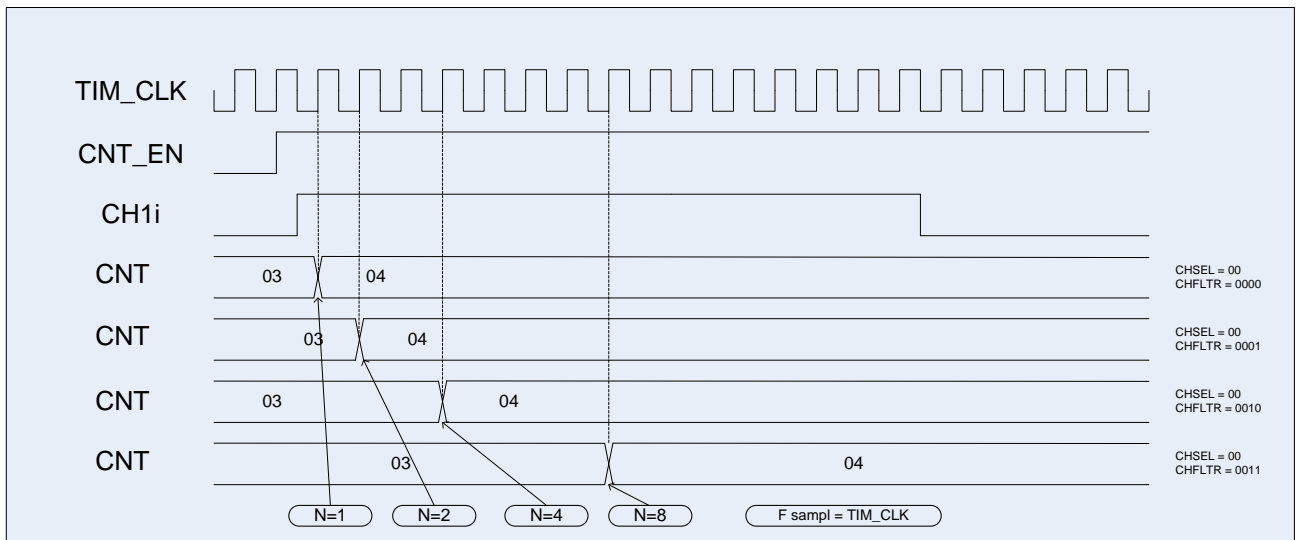 TIM_CLK
CNT_EN
CH1i
CNT 03 04 CHSEL = 00
CHFLTR = 0000
CNT 03 04 CHSEL = 00
CHFLTR = 0001
CNT 03 04 CHSEL = 00
CHFLTR = 0010
CNT 03 04 CHSEL = 00
CHFLTR = 0011
N=1 N=2 N=4 N=8 F sampl = TIM_CLK